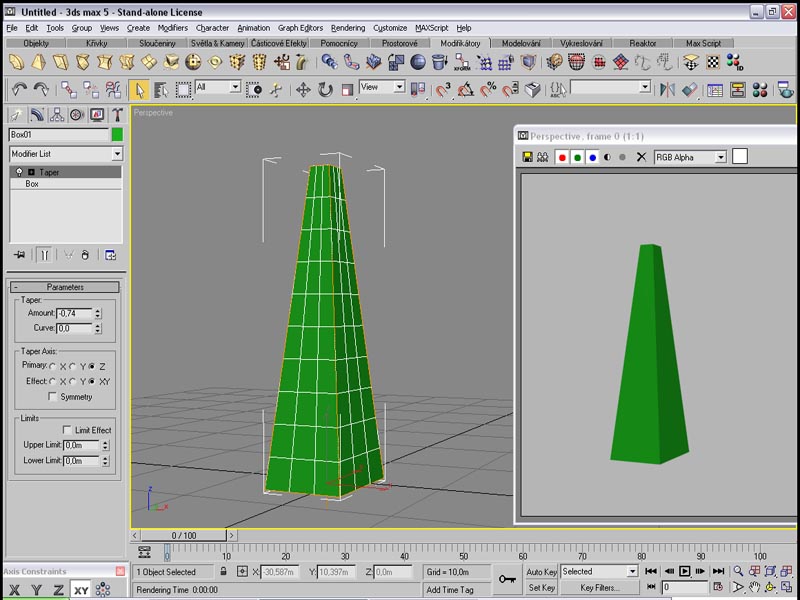 Untitled - 3ds max 5 - Stand-alone License
File Edit Tools Group Views Create Modifiers Character Animation Graph Editors Rendering Customize MAXScript Help
Objekty Křivky Sloučeniny Světla & Kamery Částicové Efekty Pomocníci Prostorové Modifikátory Modelování Vykreslování Reaktor Max Script
XFORM
All View
ABC
Perspective
Box01
Modifier List
Taper
Box
- Parameters
Taper:
Amount: -0,74
Curve: 0,0
Taper Axis:
Primary: X Y Z
Effect: X Y XY
Symmetry
Limits
Limit Effect
Upper Limit: 0,0m
Lower Limit: 0,0m
z
x
Perspective, frame 0 (1:1)
RGB Alpha
< 0 / 100 >
0 10 20 30 40 50 60 70 80 90 100
Axis Constraints
X Y Z XY
1 Object Selected X: -30,587m Y: 10,397m Z: 0,0m Grid = 10,0m
Rendering Time 0:00:00 Add Time Tag
Auto Key Selected
Set Key Key Filters... 0